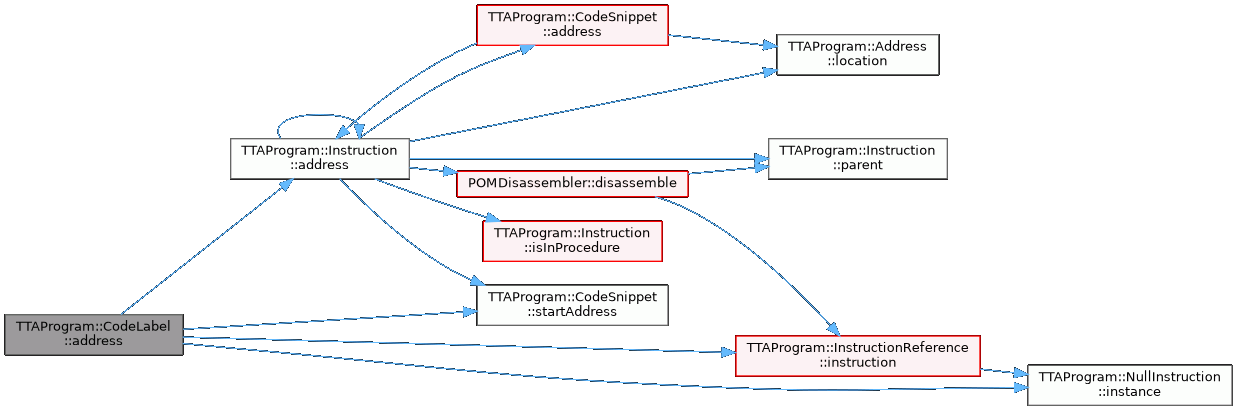 TTAProgram::CodeSnippet
::address
TTAProgram::Address
::location
TTAProgram::Instruction
::address
TTAProgram::Instruction
::parent
POMDisassembler::disassemble
TTAProgram::Instruction
::isInProcedure
TTAProgram::CodeSnippet
::startAddress
TTAProgram::CodeLabel
::address
TTAProgram::InstructionReference
::instruction
TTAProgram::NullInstruction
::instance